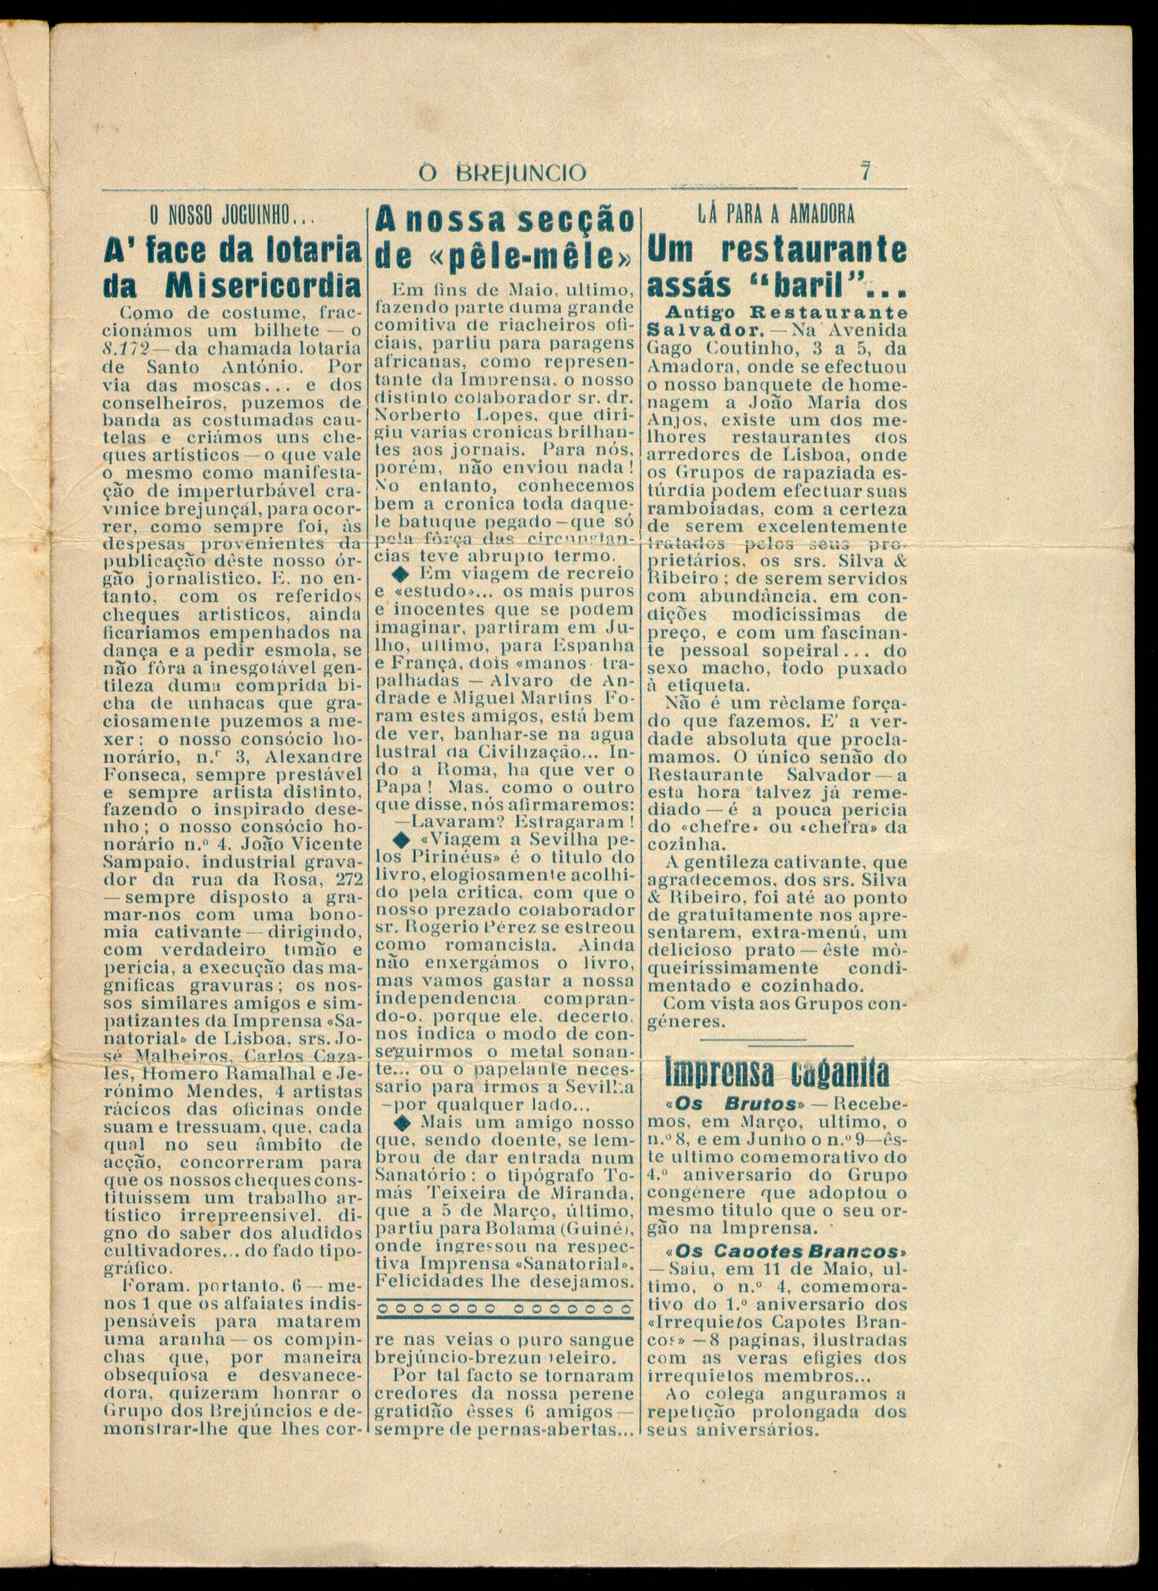 O BREJUNCIO
7
O NOSSO JOGUINHO...
A' face da lotaria
da Misericordia
Como de costume, frac-
cionámos um bilhete — o
8.172 — da chamada lotaria
de Santo António. Por
via das moscas... e dos
conselheiros, puzemos de
banda as costumadas cau-
telas e criámos uns che-
ques artisticos — o que vale
o mesmo como manifesta-
ção de imperturbável cra-
vinice brejunçal, para ocor-
rer, como sempre foi, às
despesas provenientes da
publicação dêste nosso ór-
gão jornalistico. E, no en-
tanto, com os referidos
cheques artisticos, ainda
ficariamos empenhados na
dança e a pedir esmola, se
não fôra a inesgotável gen-
tileza duma comprida bi-
cha de unhacas que gra-
ciosamente puzemos a me-
xer: o nosso consócio ho-
norário, n.r 3, Alexandre
Fonseca, sempre prestável
e sempre artista distinto,
fazendo o inspirado dese-
nho; o nosso consócio ho-
norário n.º 4, João Vicente
Sampaio, industrial grava-
dor da rua da Rosa, 272
— sempre disposto a gra-
mar-nos com uma bono-
mia cativante — dirigindo,
com verdadeiro timão e
pericia, a execução das ma-
gnificas gravuras; os nos-
sos similares amigos e sim-
patizantes da Imprensa «Sa-
natorial» de Lisboa, srs. Jo-
sé Malheiros, Carlos Caza-
les, Homero Ramalhal e Je-
rónimo Mendes, 4 artistas
rácicos das oficinas onde
suam e tressuam, que, cada
qual no seu âmbito de
acção, concorreram para
que os nossos cheques cons-
tituissem um trabalho ar-
tístico irrepreensivel, di-
gno do saber dos aludidos
cultivadores... do fado tipo-
gráfico.
Foram, portanto, 6 — me-
nos 1 que os alfaiates indis-
pensáveis para matarem
uma aranha — os compin-
chas que, por maneira
obsequiosa e desvanece-
dora, quizeram honrar o
Grupo dos Brejúncios e de-
monstrar-lhe que lhes cor-
A nossa secção
de «pêle-mêle»
Em fins de Maio, ultimo,
fazendo parte duma grande
comitiva de riacheiros ofi-
ciais, partiu para paragens
africanas, como represen-
tante da Imprensa, o nosso
distinto colaborador sr. dr.
Norberto Lopes, que diri-
giu varias cronicas brilhan-
tes aos jornais. Para nós,
porém, não enviou nada!
No entanto, conhecemos
bem a cronica toda daque-
le batuque pegado — que só
pela fôrça das circunstan-
cias teve abrupto termo.
◆ Em viagem de recreio
e «estudo»... os mais puros
e inocentes que se podem
imaginar, partiram em Ju-
lho, ultimo, para Espanha
e França, dois «manos tra-
palhadas — Alvaro de An-
drade e Miguel Martins Fo-
ram estes amigos, está bem
de ver, banhar-se na agua
lustral da Civilização... In-
do a Roma, ha que ver o
Papa! Mas, como o outro
que disse, nós afirmaremos:
—Lavaram? Estragaram!
◆ «Viagem a Sevilha pe-
los Pirinéus» é o titulo do
livro, elogiosamente acolhi-
do pela critica, com que o
nosso prezado colaborador
sr. Rogerio Pérez se estreou
como romancista. Ainda
não enxergámos o livro,
mas vamos gastar a nossa
independencia compran-
do-o, porque ele, decerto,
nos indica o modo de con-
seguirmos o metal sonan-
te... ou o papelante neces-
sario para irmos a Sevilha
-por qualquer lado...
◆ Mais um amigo nosso
que, sendo doente, se lem-
brou de dar entrada num
Sanatório: o tipógrafo To-
más Teixeira de Miranda,
que a 5 de Março, último,
partiu para Bolama (Guiné),
onde ingressou na respec-
tiva Imprensa «Sanatorial».
Felicidades lhe desejamos.
re nas veias o puro sangue
brejúncio-brezun eleiro.
Por tal facto se tornaram
credores da nossa perene
gratidão êsses 6 amigos —
sempre de pernas-abertas...
LÁ PARA A AMADORA
Um restaurante
assás “baril”...
Antigo Restaurante
Salvador. — Na Avenida
Gago Coutinho, 3 a 5, da
Amadora, onde se efectuou
o nosso banquete de home-
nagem a João Maria dos
Anjos, existe um dos me-
lhores restaurantes dos
arredores de Lisboa, onde
os Grupos de rapaziada es-
túrdia podem efectuar suas
ramboiadas, com a certeza
de serem excelentemente
tratados pelos seus pro-
prietários, os srs. Silva &
Ribeiro; de serem servidos
com abundância, em con-
dições modicissimas de
preço, e com um fascinan-
te pessoal sopeiral... do
sexo macho, todo puxado
à etiqueta.
Não é um rèclame força-
do que fazemos. E' a ver-
dade absoluta que procla-
mamos. O único senão do
Restaurante Salvador — a
esta hora talvez já reme-
diado — é a pouca pericia
do «chefre» ou «chefra» da
cozinha.
A gentileza cativante, que
agradecemos, dos srs. Silva
& Ribeiro, foi até ao ponto
de gratuitamente nos apre-
sentarem, extra-menú, um
delicioso prato — êste mò-
queirissimamente condi-
mentado e cozinhado.
Com vista aos Grupos con-
géneres.
Imprensa caganita
«Os Brutos» — Recebe-
mos, em Março, ultimo, o
n.º 8, e em Junho o n.º 9—ês-
te ultimo comemorativo do
4.º aniversario do Grupo
congénere que adoptou o
mesmo titulo que o seu or-
gão na Imprensa.
«Os Capotes Brancos»
— Saiu, em 11 de Maio, ul-
timo, o n.º 4, comemora-
tivo do 1.º aniversario dos
«Irrequietos Capotes Bran-
cos» — 8 paginas, ilustradas
com as veras efigies dos
irrequietos membros...
Ao colega anguramos a
repetição prolongada dos
seus aniversários.